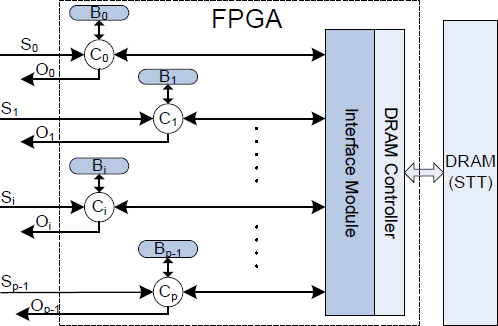 FPGA
B0
S0
C0
O0
B1
S1
C1
O1
Bi
Si
Ci
Oi
Bp-1
Sp-1
Cp
Op-1
Interface Module
DRAM Controller
DRAM
(STT)